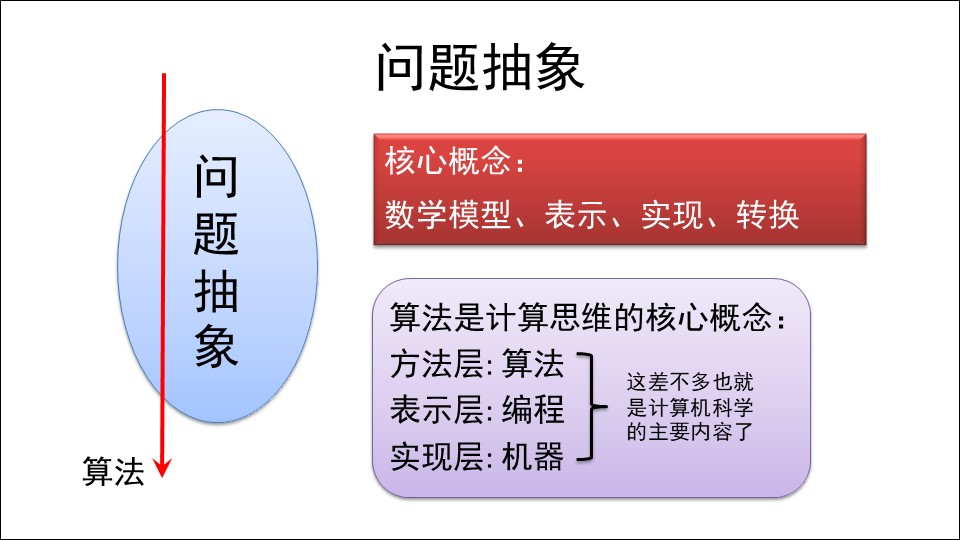 问题抽象
问
题
抽
象
算法
核心概念：
数学模型、表示、实现、转换
算法是计算思维的核心概念：
方法层: 算法
表示层: 编程
实现层: 机器
这差不多也就
是计算机科学
的主要内容了